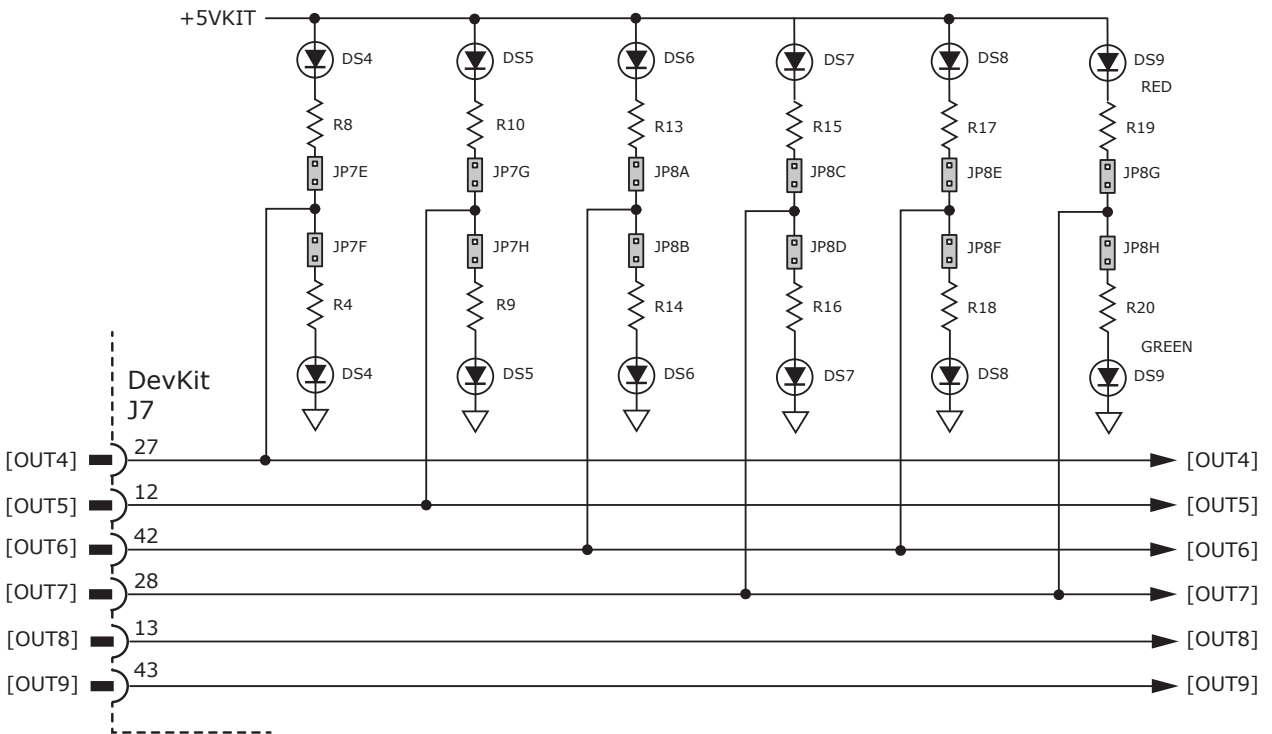 +5VKIT
DS4 DS5 DS6 DS7 DS8 DS9
RED
R8 R10 R13 R15 R17 R19
JP7E JP7G JP8A JP8C JP8E JP8G
JP7F JP7H JP8B JP8D JP8F JP8H
R4 R9 R14 R16 R18 R20
GREEN
DS4 DS5 DS6 DS7 DS8 DS9
DevKit
J7
[OUT4] 27 [OUT4]
[OUT5] 12 [OUT5]
[OUT6] 42 [OUT6]
[OUT7] 28 [OUT7]
[OUT8] 13 [OUT8]
[OUT9] 43 [OUT9]